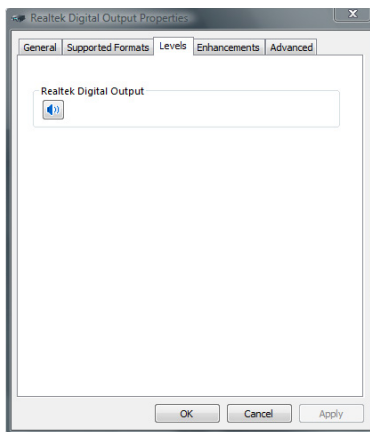 Realtek Digital Output Properties
General Supported Formats Levels Enhancements Advanced
Realtek Digital Output
OK Cancel Apply